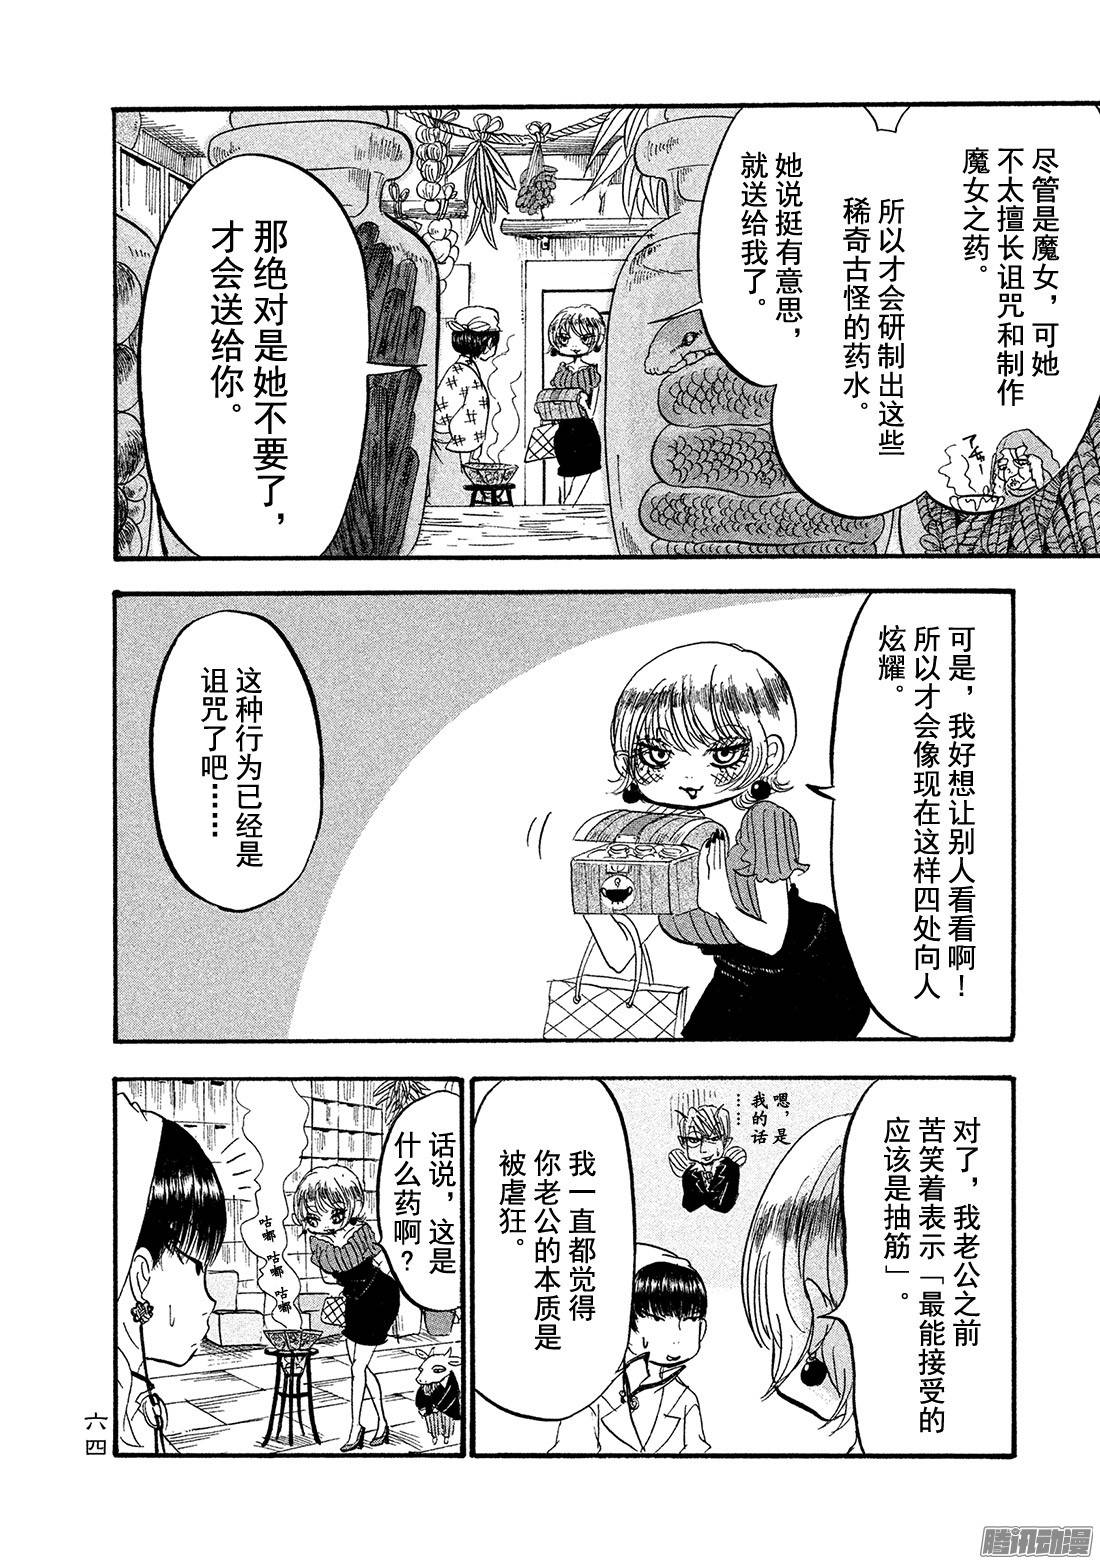 尽管是魔女，可她
不太擅长诅咒和制作
魔女之药。
所以才会研制出这些
稀奇古怪的药水。
她说挺有意思，
就送给我了。
那绝对是她不要了，
才会送给你。
可是，我好想让别人看看啊！
所以才会像现在这样四处向人
炫耀。
这种行为已经是
诅咒了吧……
对了，我老公之前
苦笑着表示「最能接受的
应该是抽筋」。
嗯，是
我的话
……
我一直都觉得
你老公的本质是
被虐狂。
话说，这是
什么药啊？
咕嘟
咕嘟
咕嘟
六四
腾讯动漫